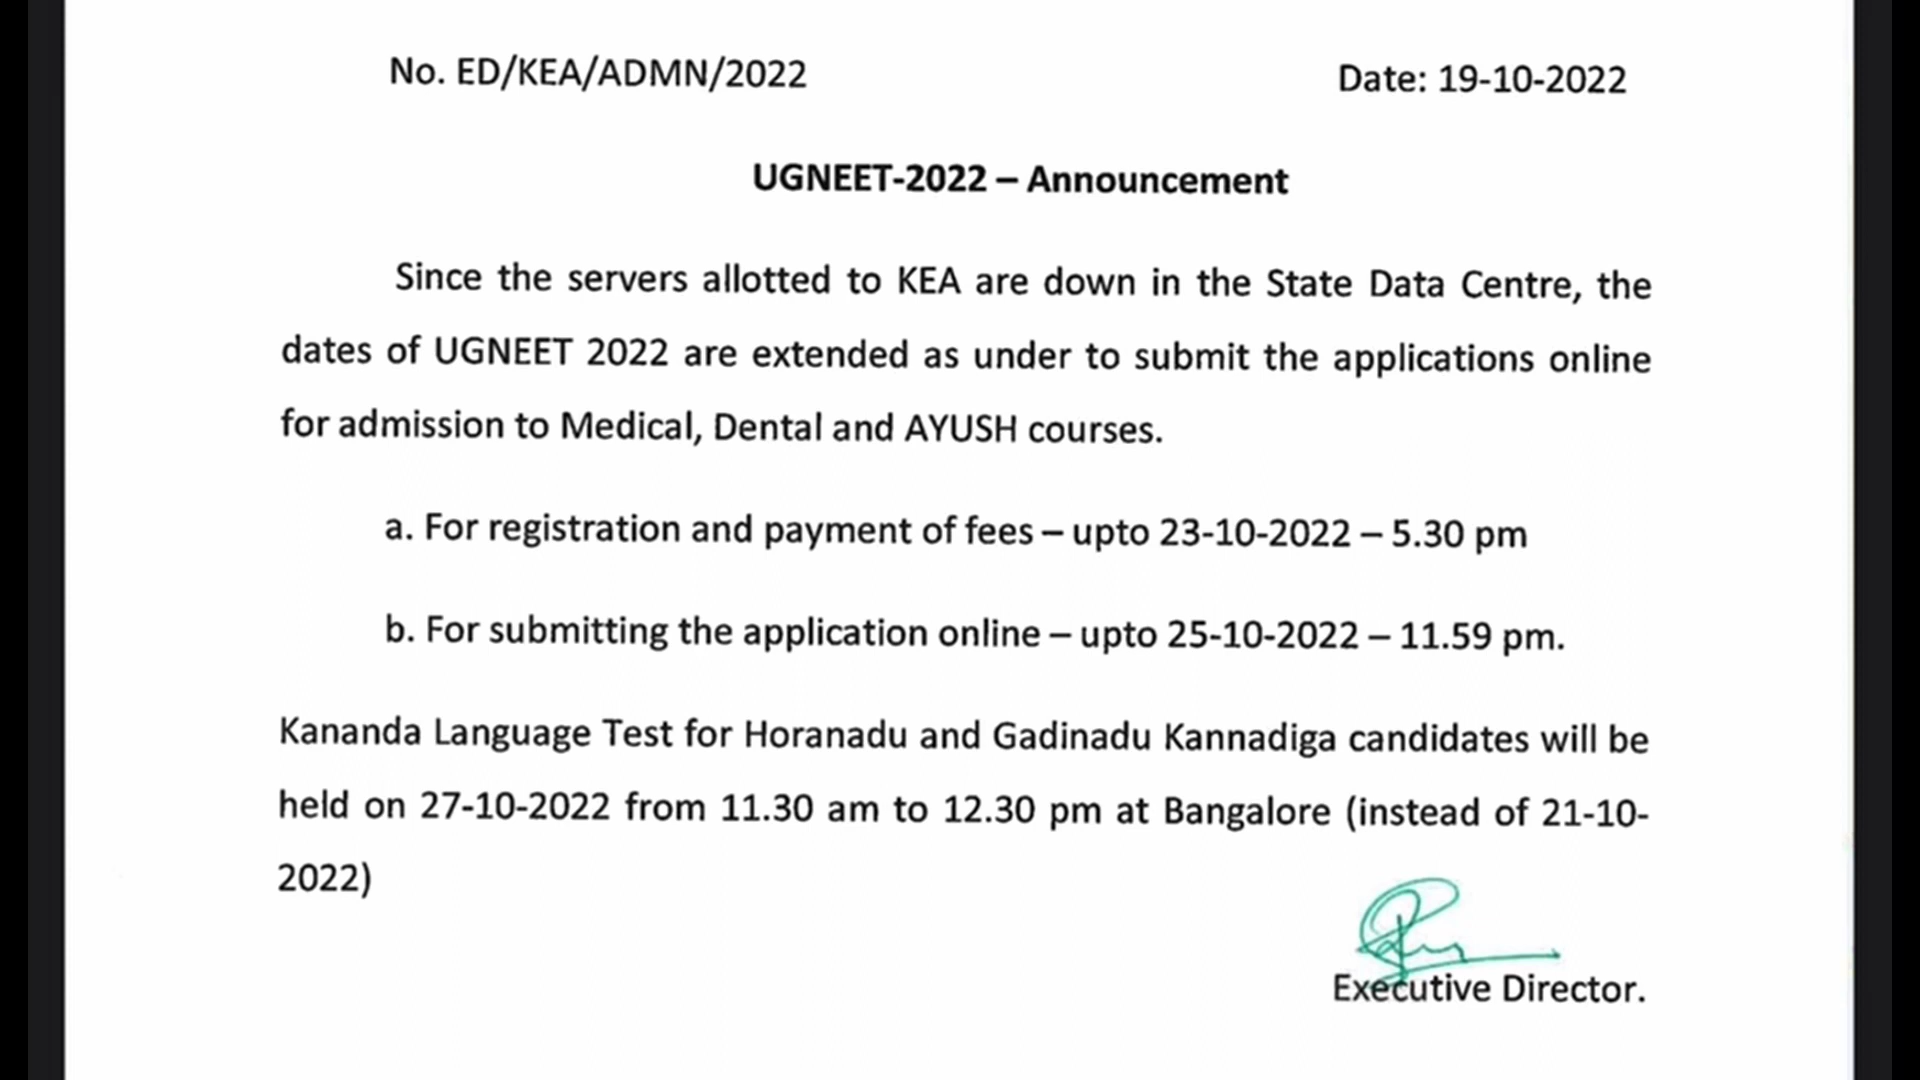 No. ED/KEA/ADMN/2022
Date: 19-10-2022
UGNEET-2022 – Announcement
Since the servers allotted to KEA are down in the State Data Centre, the
dates of UGNEET 2022 are extended as under to submit the applications online
for admission to Medical, Dental and AYUSH courses.
a. For registration and payment of fees – upto 23-10-2022 – 5.30 pm
b. For submitting the application online – upto 25-10-2022 – 11.59 pm.
Kananda Language Test for Horanadu and Gadinadu Kannadiga candidates will be
held on 27-10-2022 from 11.30 am to 12.30 pm at Bangalore (instead of 21-10-
2022)
Executive Director.